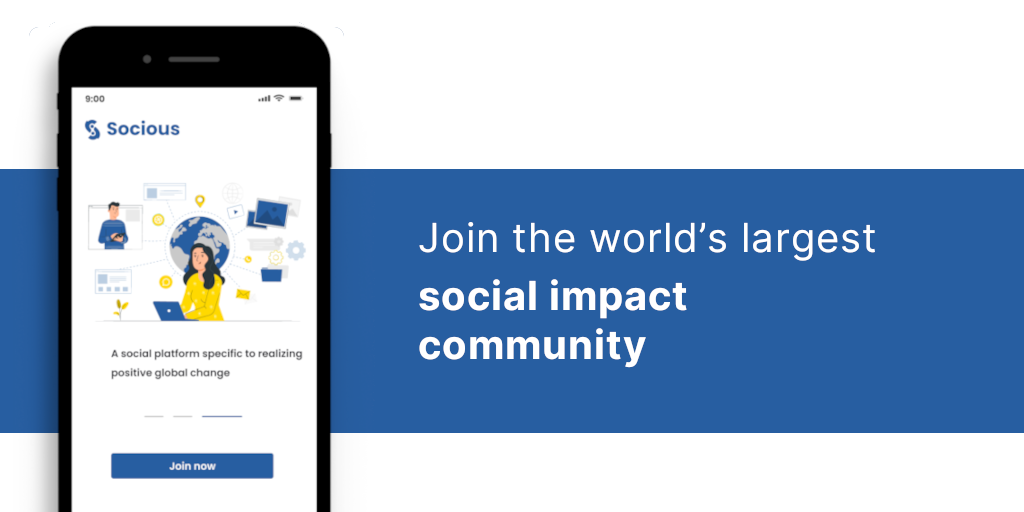 9:00
Socious
A social platform specific to realizing
positive global change
Join now
Join the world’s largest
social impact
community